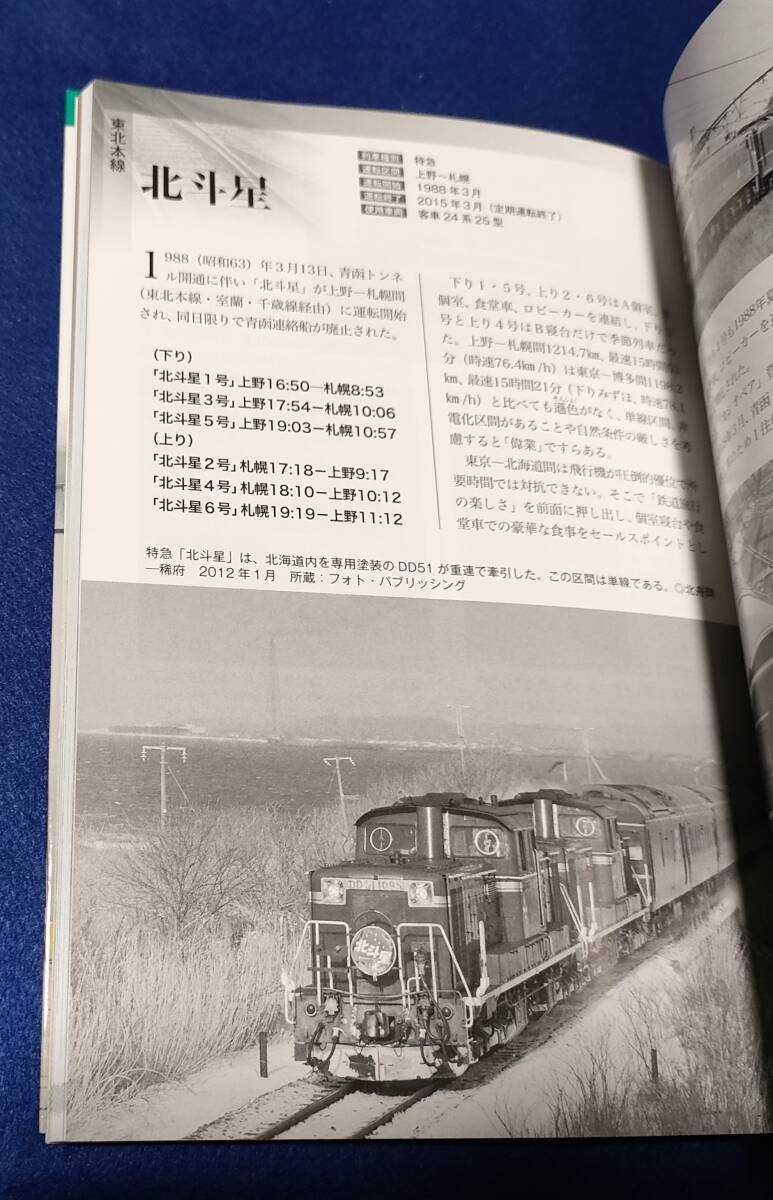 東北本線
北斗星
列車種別 特急
運転区間 上野〜札幌
運転開始 1988年3月
運転終了 2015年3月(定期運転終了)
使用車両 客車24系25型
1988(昭和63)年3月13日、青函トンネ
ル開通に伴い「北斗星」が上野―札幌間
(東北本線・室蘭・千歳線経由)に運転開始
され、同日限りで青函連絡船が廃止された。
(下り)
「北斗星1号」上野16:50―札幌8:53
「北斗星3号」上野17:54−札幌10:06
「北斗星5号」上野19:03−札幌10:57
(上り)
「北斗星2号」札幌17:18−上野9:17
「北斗星4号」札幌18:10−上野10:12
「北斗星6号」札幌19:19−上野11:12
下り1・5号、上り2・6号はA個室、
個室、食堂車、ロビーカーを連結し、下り
号と上り4号はB寝台だけで季節列車だっ
た。上野―札幌間1214.7km、最速15時間
分(時速76.4km/h)は東京―博多間
km、最速15時間21分(下りみずほ、時速
km/h)と比べても遜色がなく、単線区間、非
電化区間があることや自然条件の厳しさを考
慮すると「偉業」ですらある。
東京―北海道間は飛行機が圧倒的優位で所
要時間では対抗できない。そこで「鉄道旅行
の楽しさ」を前面に押し出し、個室寝台や食
堂車での豪華な食事をセールスポイントとし
特急「北斗星」は、北海道内を専用塗装のDD51が重連で牽引した。この区間は単線である。◎北舟岡
―稀府 2012年1月 所蔵:フォト・パブリッシング
DD51 1095
北斗星